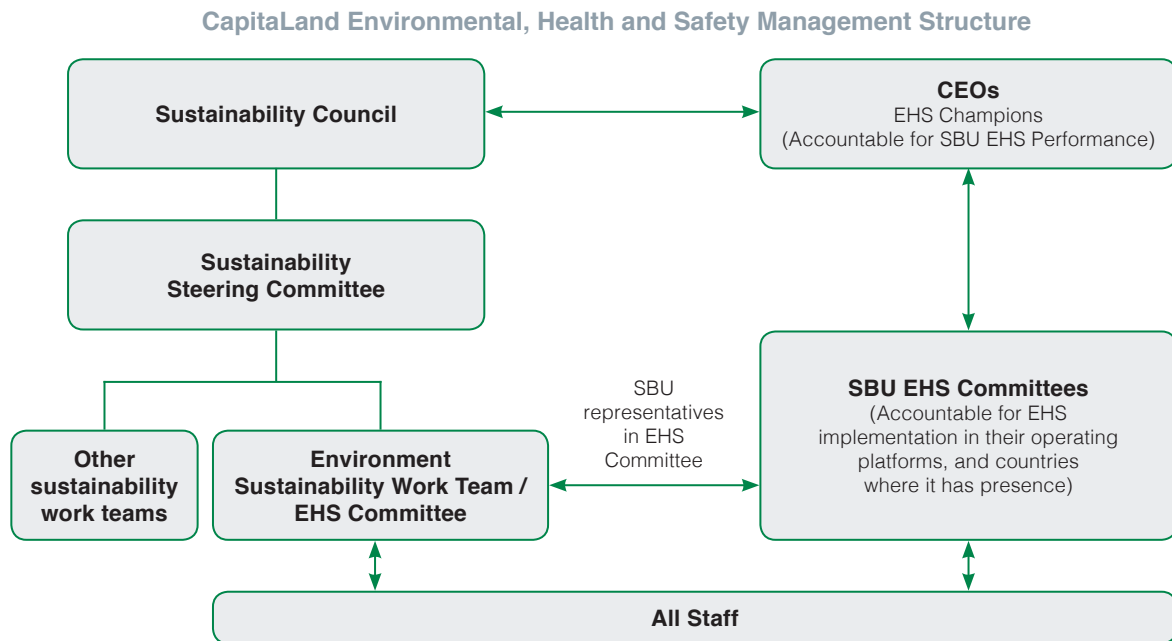 CapitaLand Environmental, Health and Safety Management Structure
Sustainability Council
CEOs
EHS Champions
(Accountable for SBU EHS Performance)
Sustainability
Steering Committee
SBU
representatives
in EHS
Committee
SBU EHS Committees
(Accountable for EHS
implementation in their operating
platforms, and countries
where it has presence)
Other
sustainability
work teams
Environment
Sustainability Work Team /
EHS Committee
All Staff